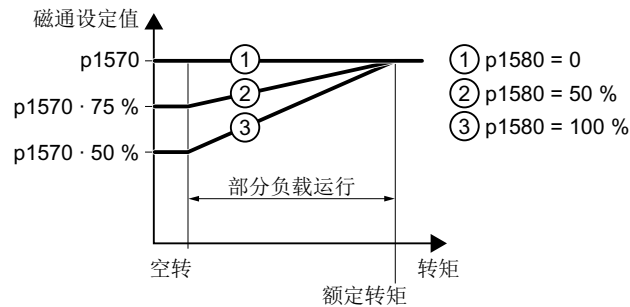 磁通设定值
p1570
p1570 · 75 %
p1570 · 50 %
1
2
3
1 p1580 = 0
2 p1580 = 50 %
3 p1580 = 100 %
部分负载运行
空转
额定转矩
转矩